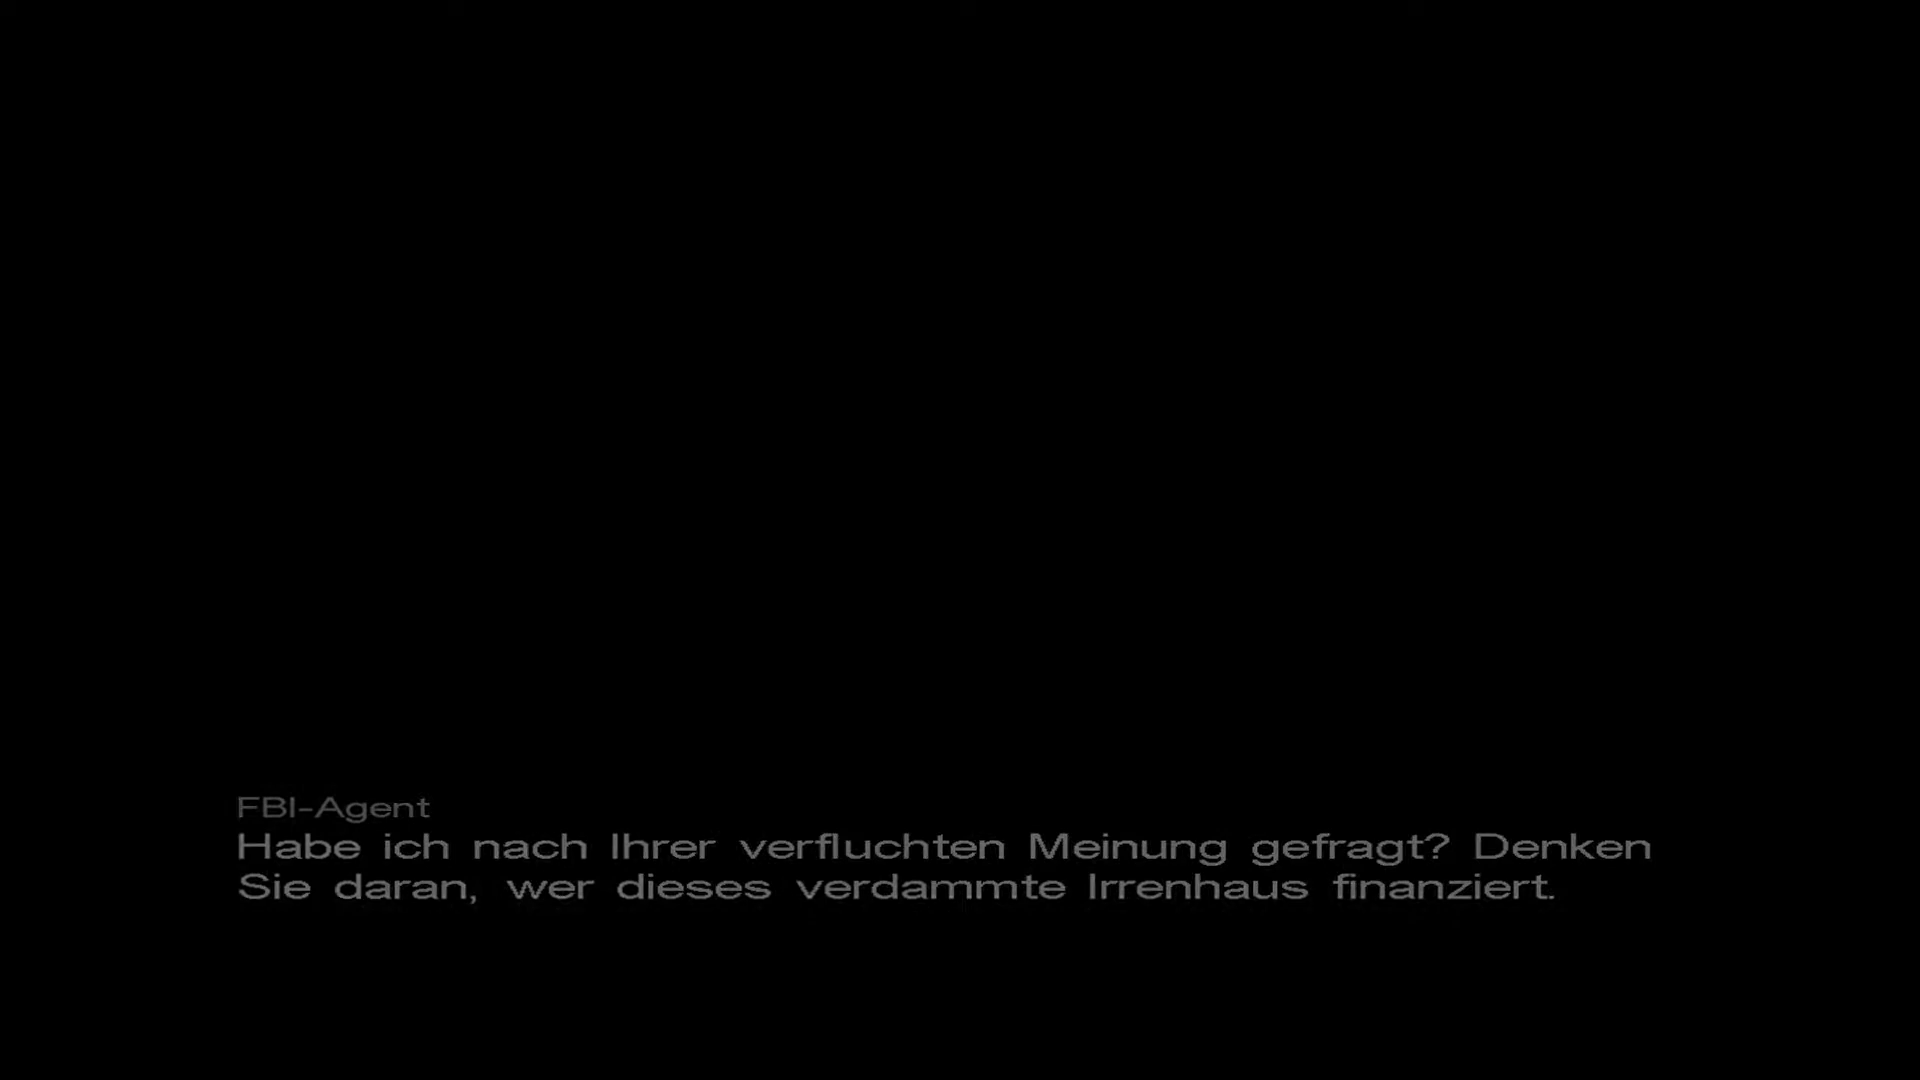 FBI-Agent
Habe ich nach Ihrer verfluchten Meinung gefragt? Denken
Sie daran, wer dieses verdammte Irrenhaus finanziert.